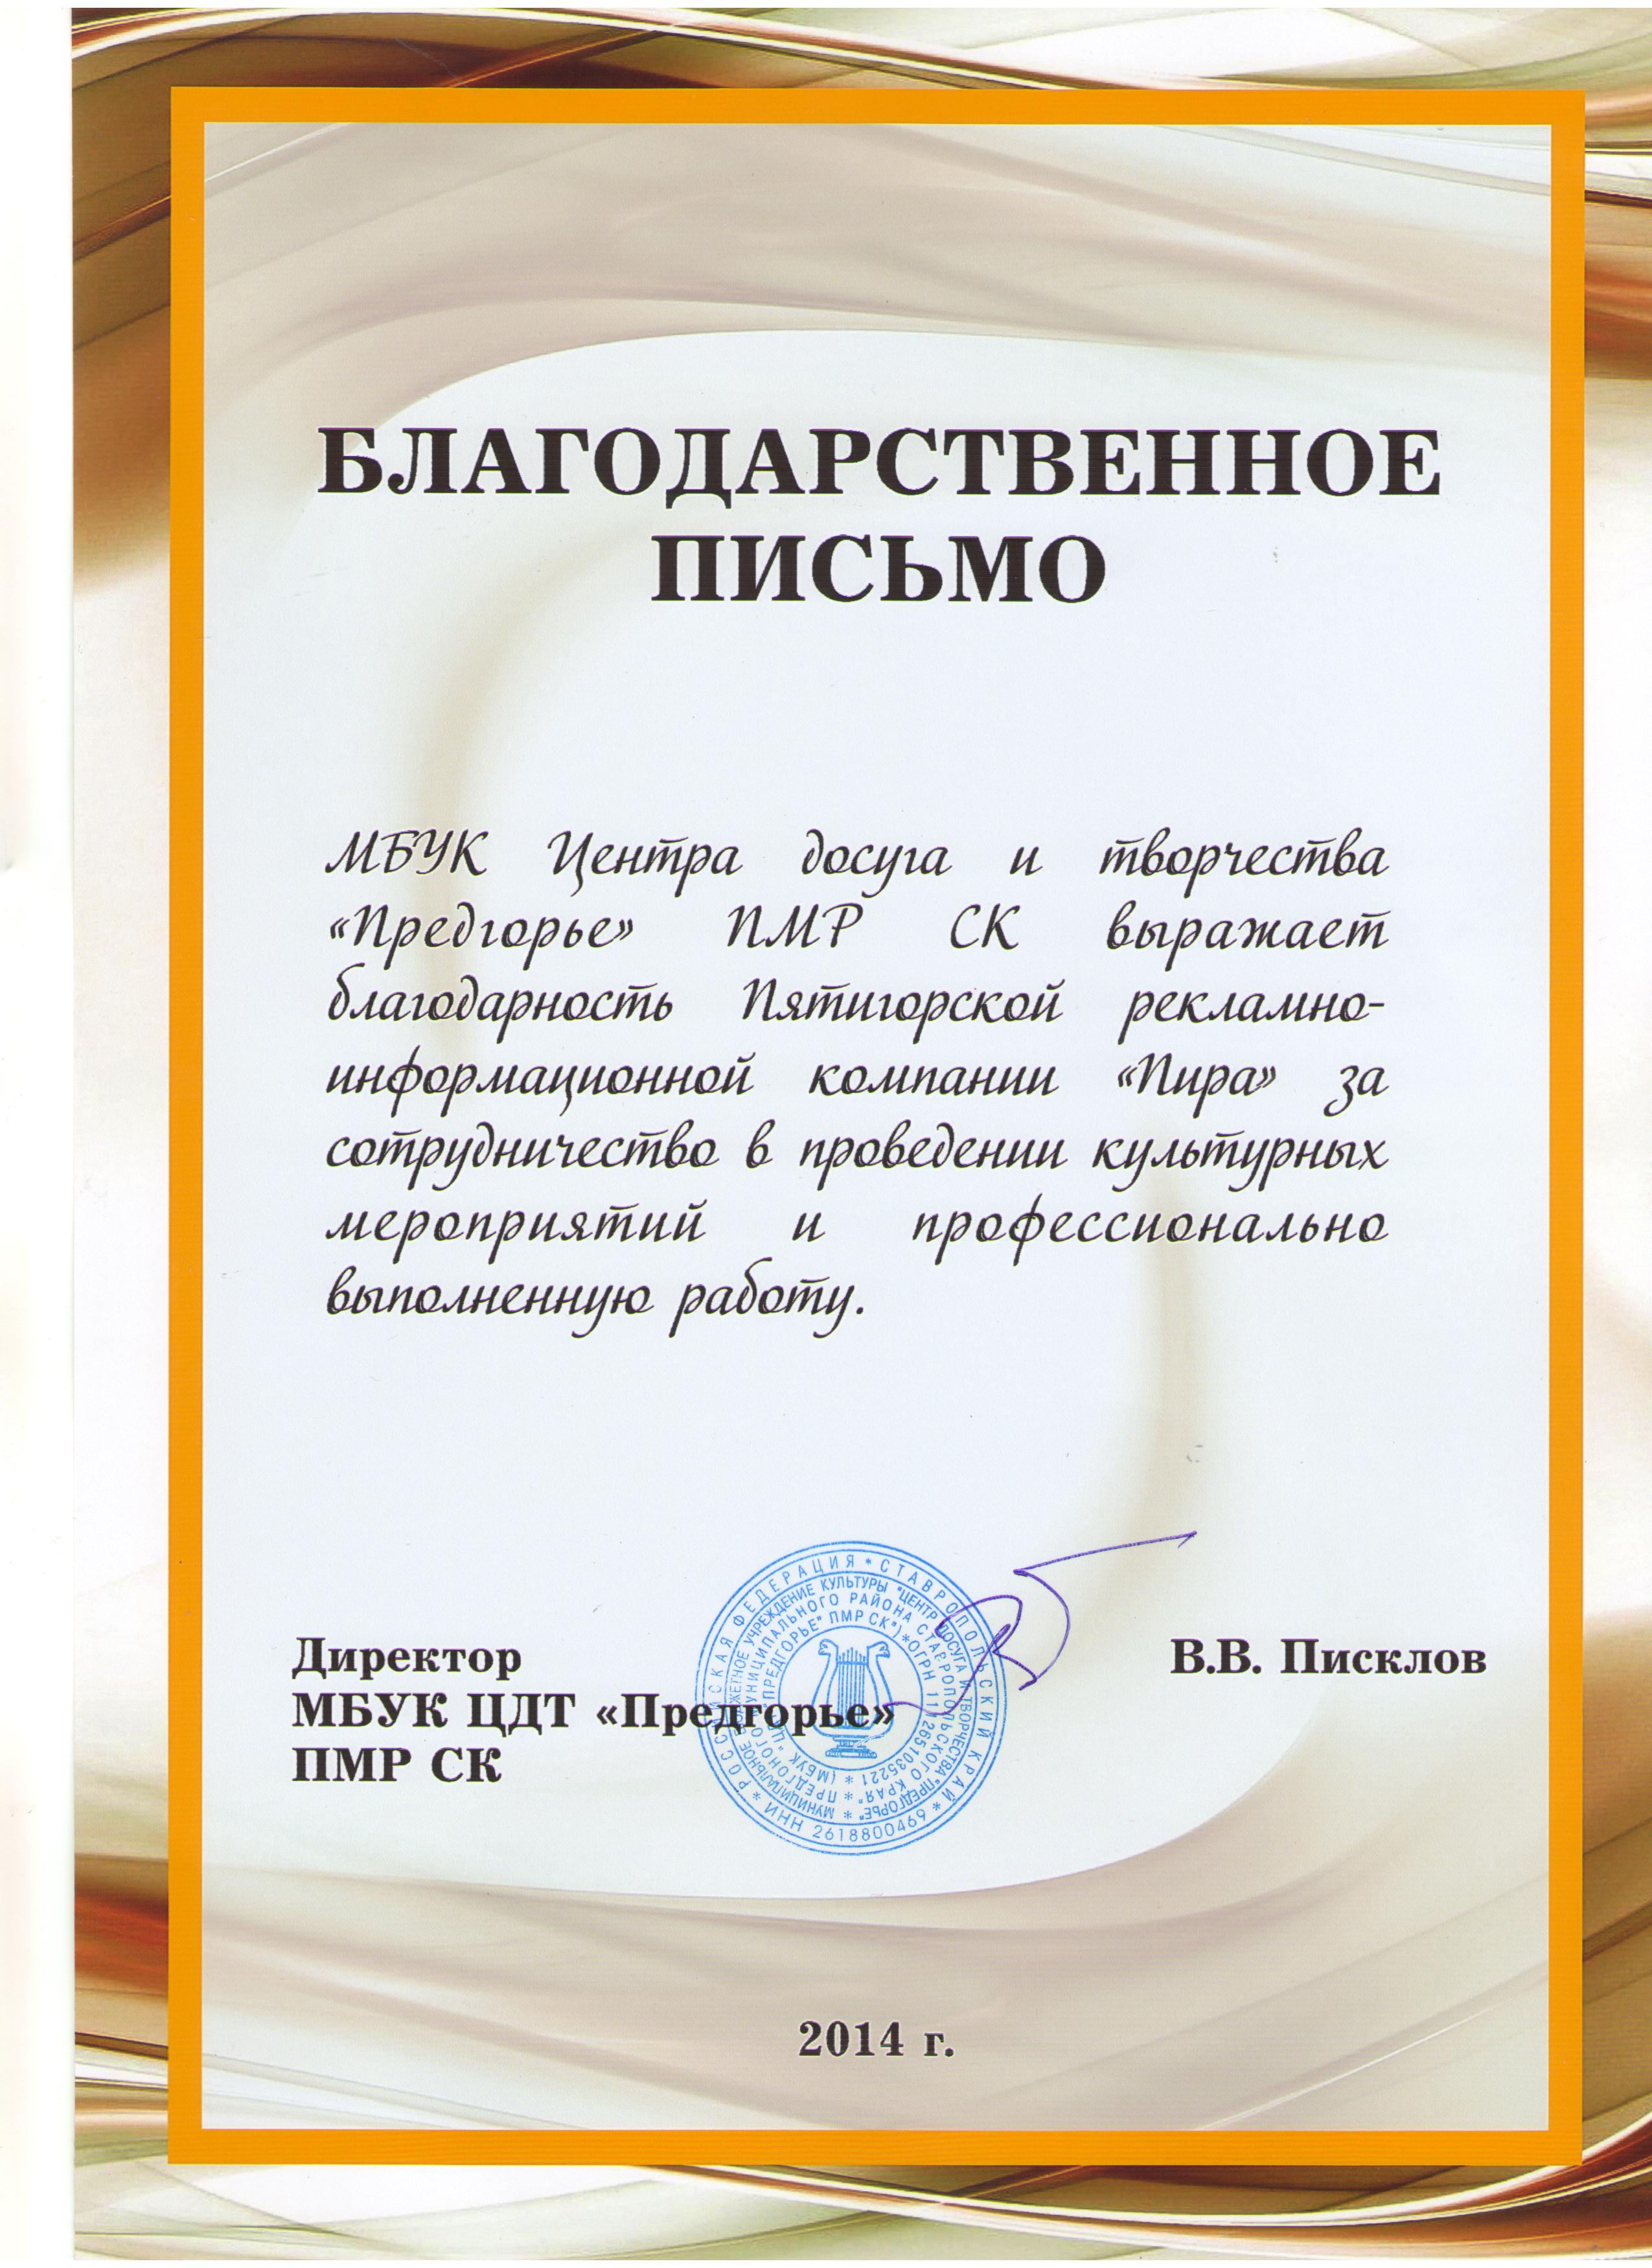 БЛАГОДАРСТВЕННОЕ
ПИСЬМО
МБУК Центра досуга и творчества
«Предгорье» ПМР СК выражает
благодарность Пятигорской рекламно-
информационной компании «Пира» за
сотрудничество в проведении культурных
мероприятий и профессионально
выполненную работу.
Директор
МБУК ЦДТ «Предгорье»
ПМР СК
В.В. Писклов
* РОССИЙСКАЯ ФЕДЕРАЦИЯ * СТАВРОПОЛЬСКИЙ КРАЙ *
ИНН 2618800469
* МУНИЦИПАЛЬНОЕ БЮДЖЕТНОЕ УЧРЕЖДЕНИЕ КУЛЬТУРЫ "ЦЕНТР ДОСУГА И ТВОРЧЕСТВА "ПРЕДГОРЬЕ"
* ПРЕДГОРНОГО МУНИЦИПАЛЬНОГО РАЙОНА СТАВРОПОЛЬСКОГО КРАЯ"
* (МБУК "ЦДТ "ПРЕДГОРЬЕ" ПМР СК") * ОГРН
2014 г.